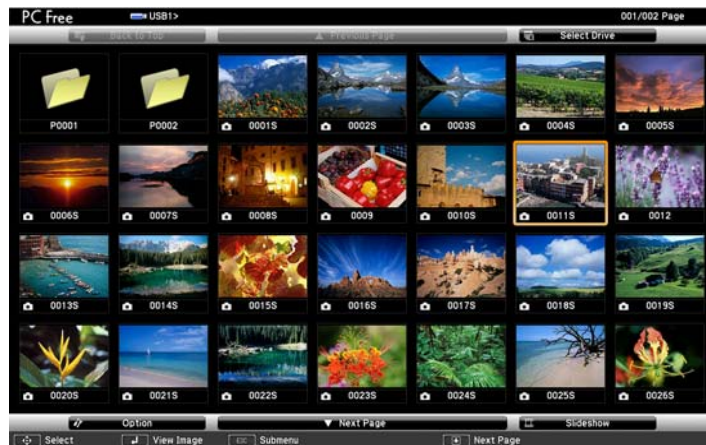 PC Free USB1> 001/002 Page
Back to Top ▲ Previous Page Select Drive
P0001 P0002 0001S 0002S 0003S 0004S 0005S
0006S 0007S 0008S 0009 0010S 0011S 0012
0013S 0014S 0015S 0016S 0017S 0018S 0019S
0020S 0021S 0022S 0023S 0024S 0025S 0026S
Option ▼ Next Page Slideshow
Select View Image ESC Submenu Next Page